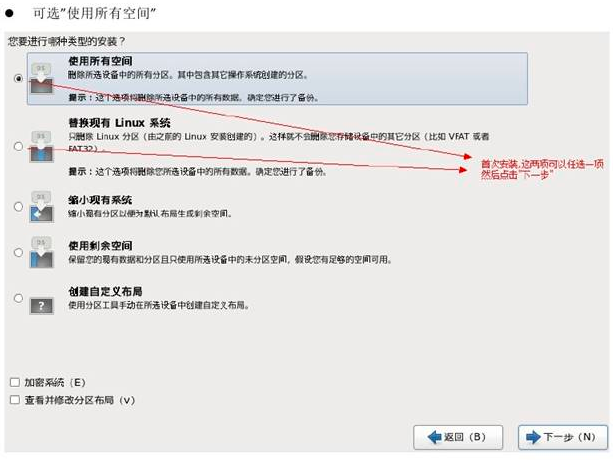 ● 可选”使用所有空间”
您要进行哪种类型的安装？
使用所有空间
删除所选设备中的所有分区。其中包含其它操作系统创建的分区。
提示：这个选项将删除所选设备中的所有数据。确定您进行了备份。
替换现有 Linux 系统
只删除 Linux 分区（由之前的 Linux 安装创建的）。这样就不会删除您存储设备中的其它分区（比如 VFAT 或者
FAT32）。
提示：这个选项将删除您所选设备中的所有数据。确定您进行了备份。
首次安装,这两项可以任选一项
然后点击"下一步"
缩小现有系统
缩小现有分区以便为默认布局生成剩余空间。
使用剩余空间
保留您的现有数据和分区且只使用所选设备中的未分区空间，假设您有足够的空间可用。
创建自定义布局
?
使用分区工具手动在所选设备中创建自定义布局。
加密系统（E）
查看并修改分区布局（v）
返回（B）
下一步（N）